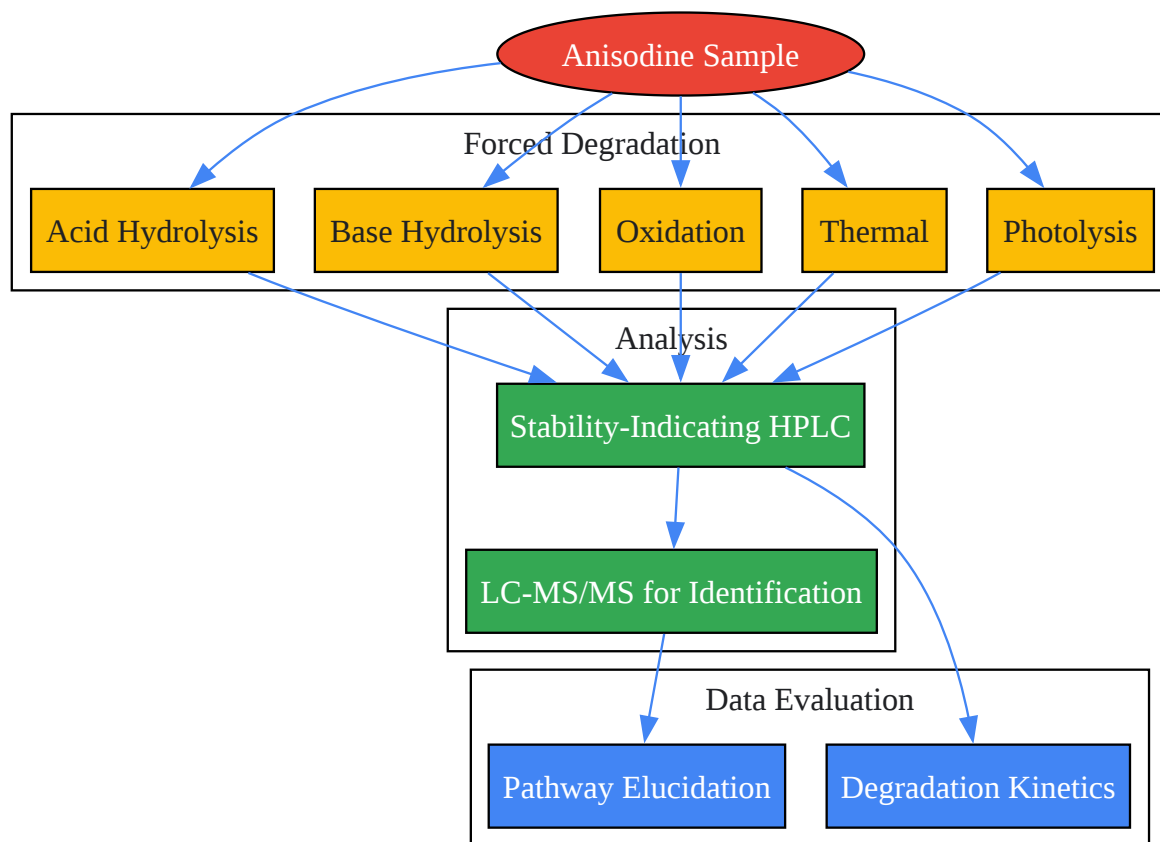 Anisodine Sample
Forced Degradation
Acid Hydrolysis
Base Hydrolysis
Oxidation
Thermal
Photolysis
Analysis
Stability-Indicating HPLC
LC-MS/MS for Identification
Data Evaluation
Pathway Elucidation
Degradation Kinetics